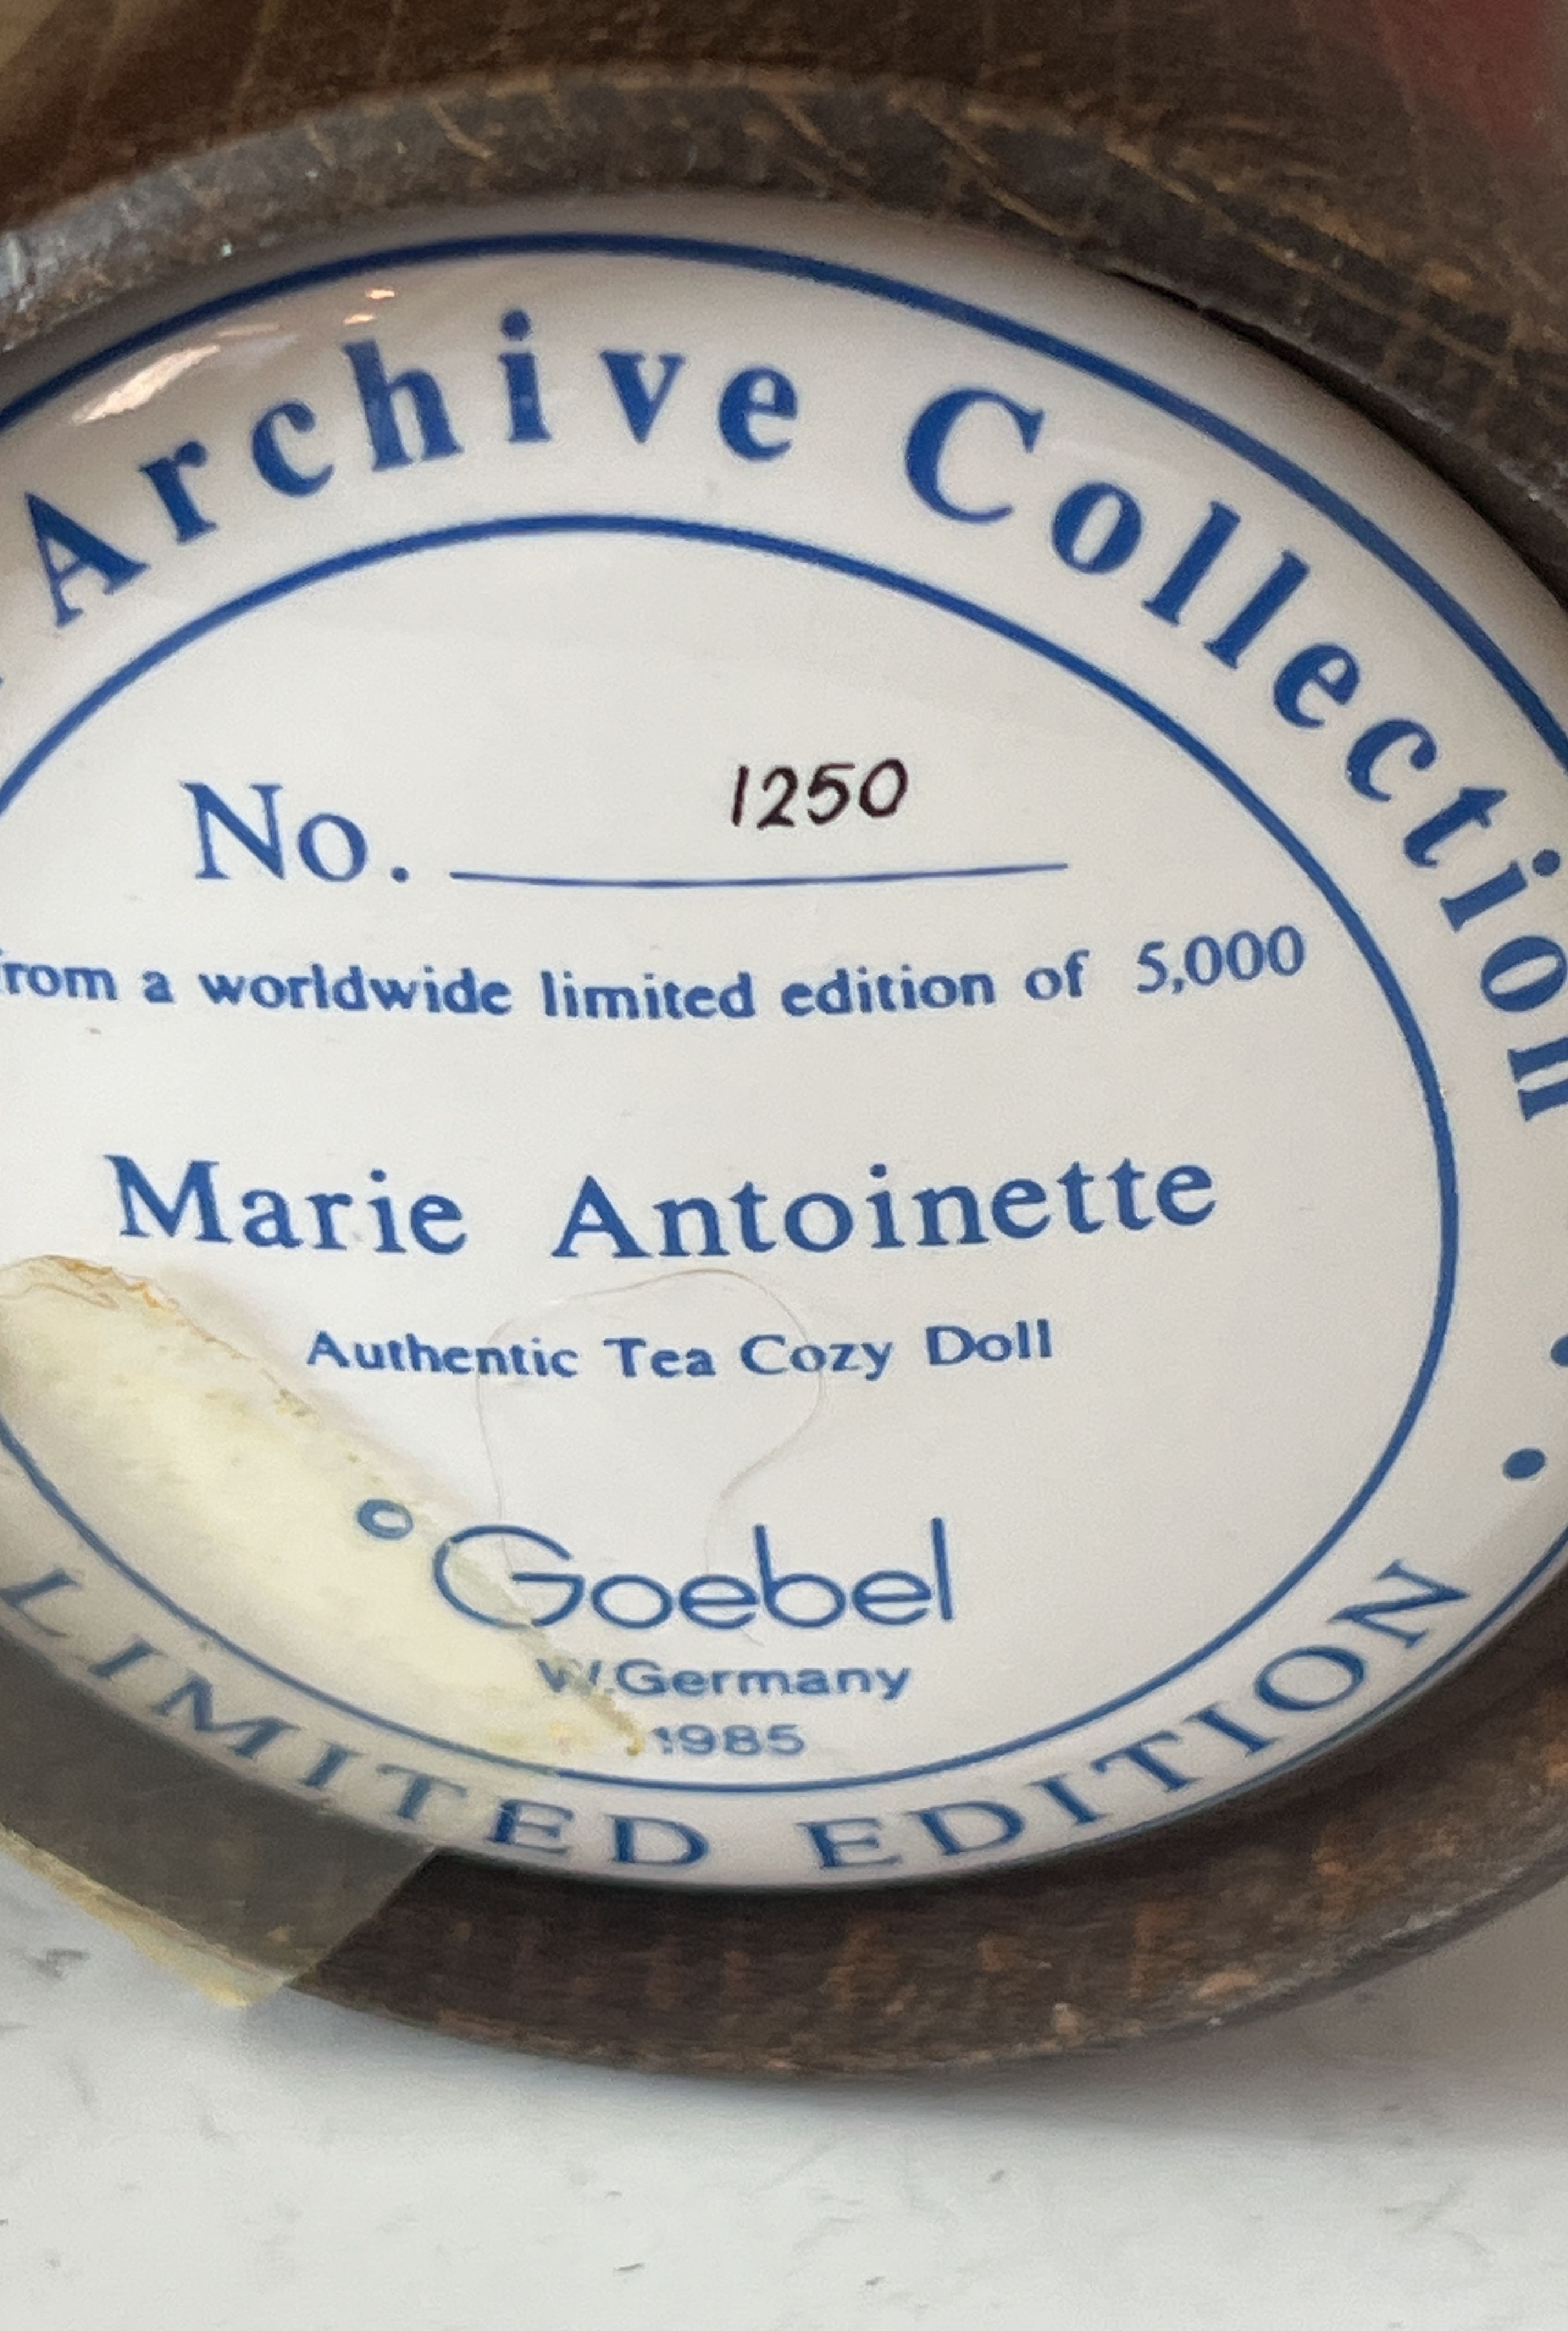 Archive Collection
No. 1250
from a worldwide limited edition of 5,000
Marie Antoinette
Authentic Tea Cozy Doll
© Goebel
W. Germany
1985
LIMITED EDITION